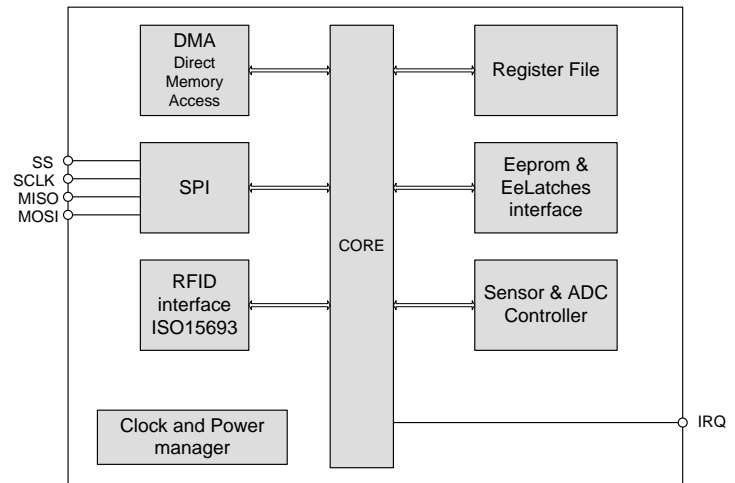 DMA
Direct
Memory
Access
Register File
SS
SCLK
MISO
MOSI
SPI
Eeprom &
EeLatches
interface
CORE
RFID
interface
ISO15693
Sensor & ADC
Controller
Clock and Power
manager
IRQ